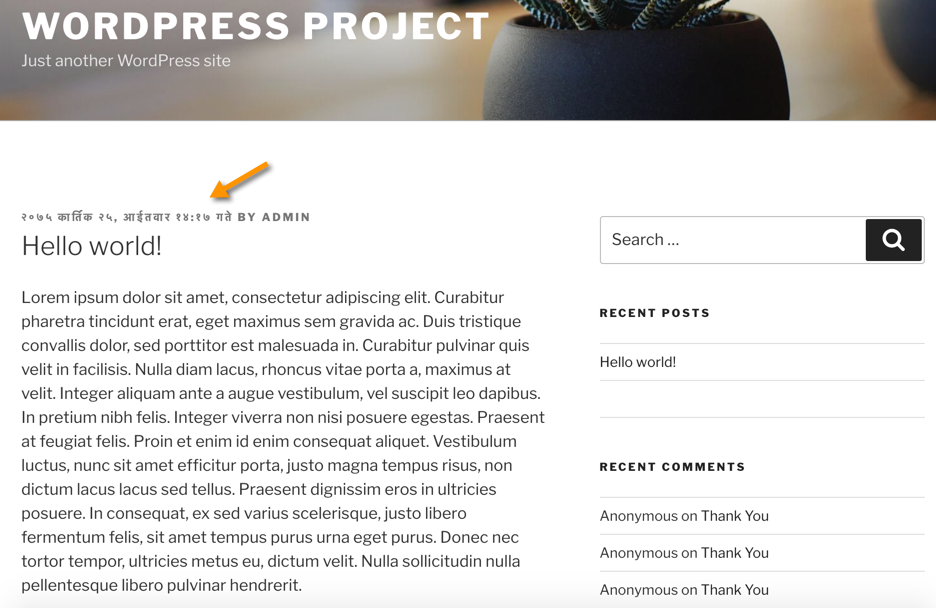 WORDPRESS PROJECT
Just another WordPress site
२०७५ कार्तिक २५, आईतवार १४:१७ गते BY ADMIN
Hello world!
Lorem ipsum dolor sit amet, consectetur adipiscing elit. Curabitur
pharetra tincidunt erat, eget maximus sem gravida ac. Duis tristique
convallis dolor, sed porttitor est malesuada in. Curabitur pulvinar quis
velit in facilisis. Nulla diam lacus, rhoncus vitae porta a, maximus at
velit. Integer aliquam ante a augue vestibulum, vel suscipit leo dapibus.
In pretium nibh felis. Integer viverra non nisi posuere egestas. Praesent
at feugiat felis. Proin et enim id enim consequat aliquet. Vestibulum
luctus, nunc sit amet efficitur porta, justo magna tempus risus, non
dictum lacus lacus sed tellus. Praesent dignissim eros in ultricies
posuere. In consequat, ex sed varius scelerisque, justo libero
fermentum felis, sit amet tempus purus urna eget purus. Donec nec
tortor tempor, ultricies metus eu, dictum velit. Nulla sollicitudin nulla
pellentesque libero pulvinar hendrerit.
Search …
RECENT POSTS
Hello world!
RECENT COMMENTS
Anonymous on Thank You
Anonymous on Thank You
Anonymous on Thank You